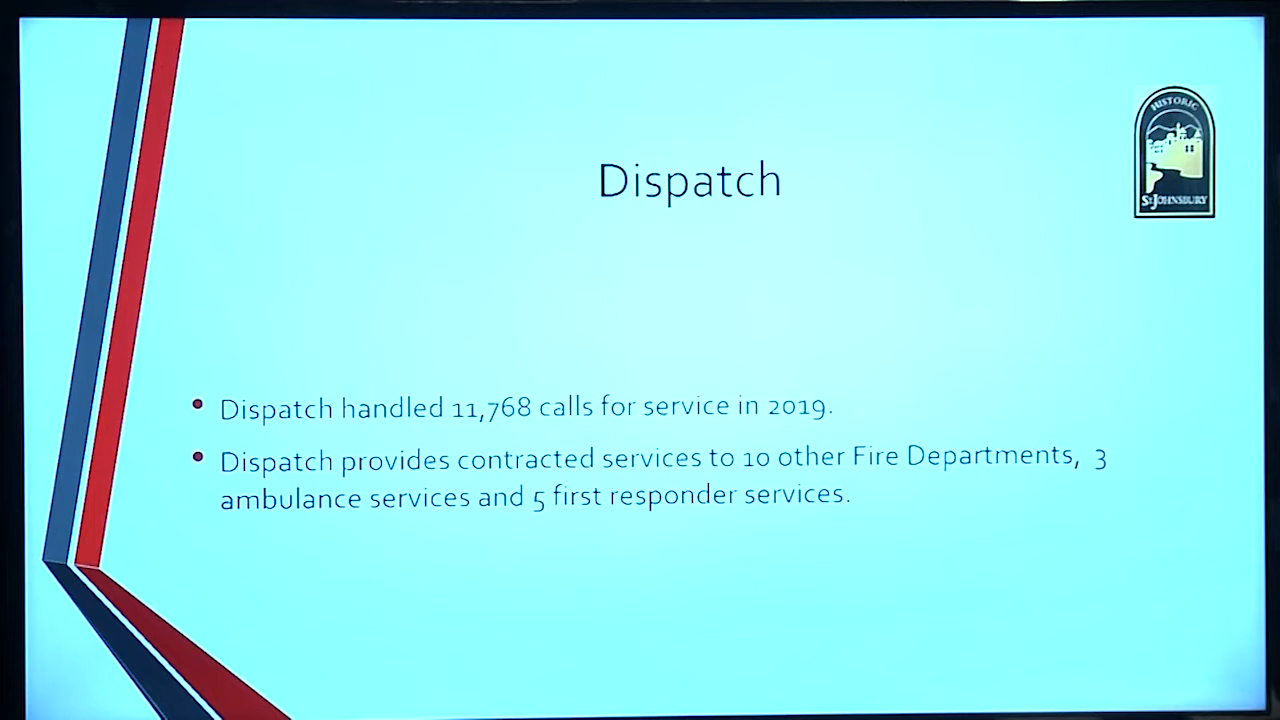 HISTORIC
ST. JOHNSBURY
Dispatch
• Dispatch handled 11,768 calls for service in 2019.
• Dispatch provides contracted services to 10 other Fire Departments, 3
ambulance services and 5 first responder services.